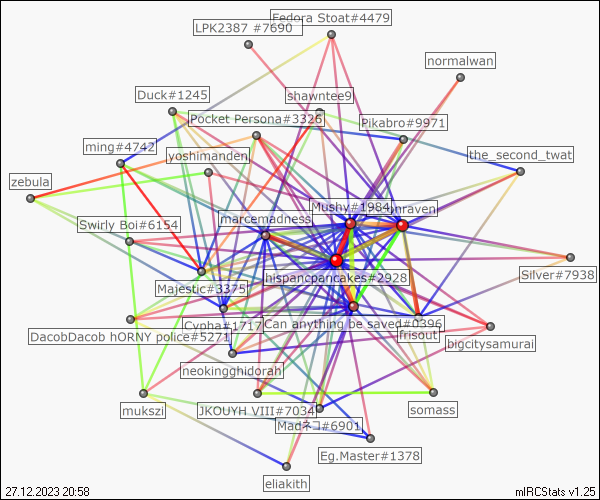 Fedora Stoat#4479
LPK2387 #7690
normalwan
Duck#1245
shawntee9
Pocket Persona#3326
Pikabro#9971
ming#4742
yoshimanden
the_second_twat
zebula
Mushy#1984
nraven
marcemadness
Swirly Boi#6154
hispancpancakes#2928
Silver#7938
Majestic#3375
Cypha#1717
Can anything be saved#0396
DacobDacob hORNY police#5271
frisout
bigcitysamurai
neokingghidorah
mukszi
JKOUYH VIII#7034
somass
Madネコ#6901
Eg.Master#1378
eliakith
27.12.2023 20:58
mIRCStats v1.25